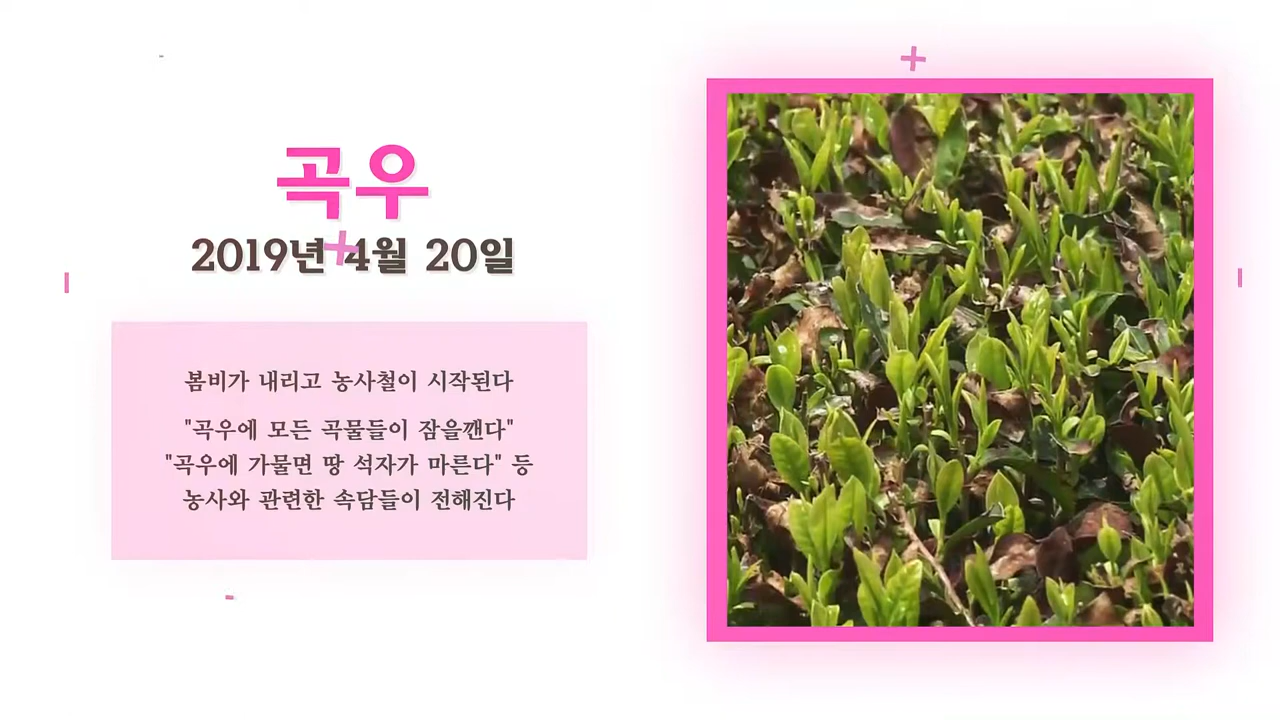 곡우
2019년 4월 20일
봄비가 내리고 농사철이 시작된다
"곡우에 모든 곡물들이 잠을깬다"
"곡우에 가물면 땅 석자가 마른다" 등
농사와 관련한 속담들이 전해진다